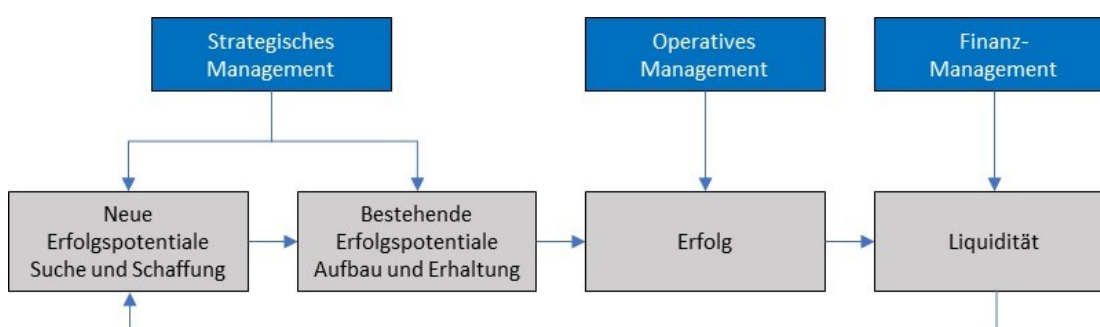 Strategisches
Management
Operatives
Management
Finanz-
Management
Neue
Erfolgspotentiale
Suche und Schaffung
Bestehende
Erfolgspotentiale
Aufbau und Erhaltung
Erfolg
Liquidität